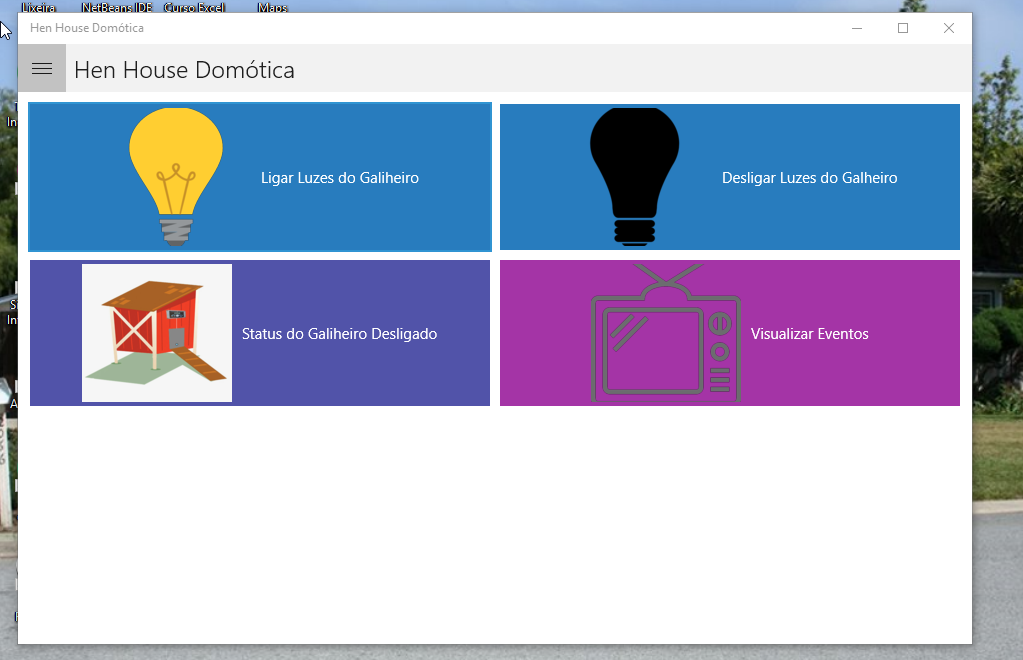 Lixeira NetBeans IDE Curso Excel Maps
Hen House Domótica
Hen House Domótica
Ligar Luzes do Galiheiro
Desligar Luzes do Galheiro
Status do Galiheiro Desligado
Visualizar Eventos